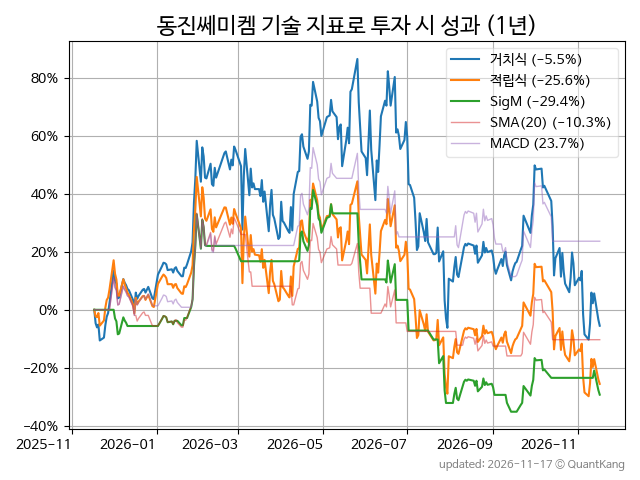 동진쎄미켐 기술 지표로 투자 시 성과 (1년)
거치식 (−5.5%)
적립식 (−25.6%)
SigM (−29.4%)
SMA(20) (−10.3%)
MACD (23.7%)
80%
60%
40%
20%
0%
−20%
−40%
2025-11 2026-01 2026-03 2026-05 2026-07 2026-09 2026-11
updated: 2026-11-17 © QuantKang